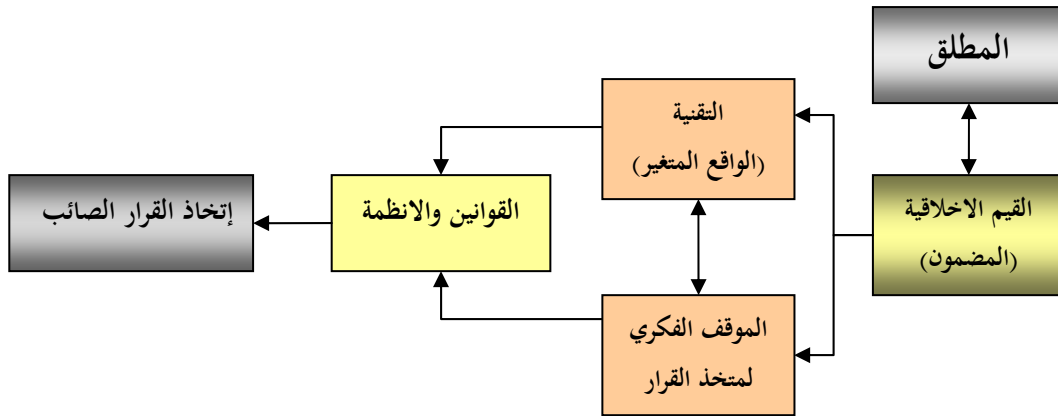 المطلق
القيم الاخلاقية
(المضمون)
التقنية
(الواقع المتغير)
الموقف الفكري
لمتخذ القرار
القوانين والانظمة
إتخاذ القرار الصائب